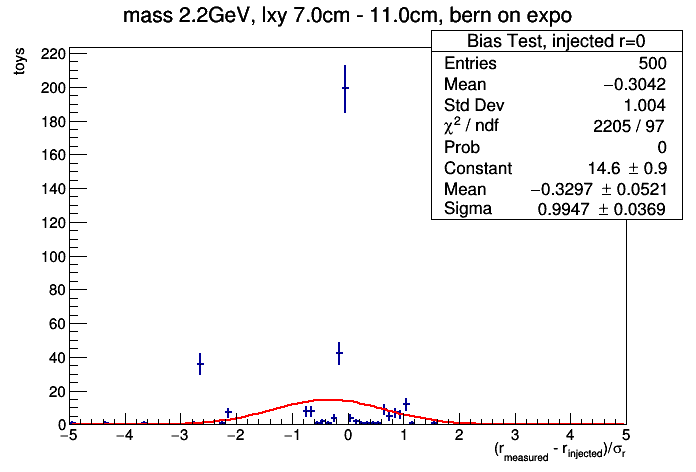 mass 2.2GeV, lxy 7.0cm - 11.0cm, bern on expo
Bias Test, injected r=0
Entries 500
Mean −0.3042
Std Dev 1.004
χ² / ndf 2205 / 97
Prob 0
Constant 14.6 ± 0.9
Mean −0.3297 ± 0.0521
Sigma 0.9947 ± 0.0369
toys
220
200
180
160
140
120
100
80
60
40
20
0
−5 −4 −3 −2 −1 0 1 2 3 4 5
(r_measured - r_injected)/σ_r